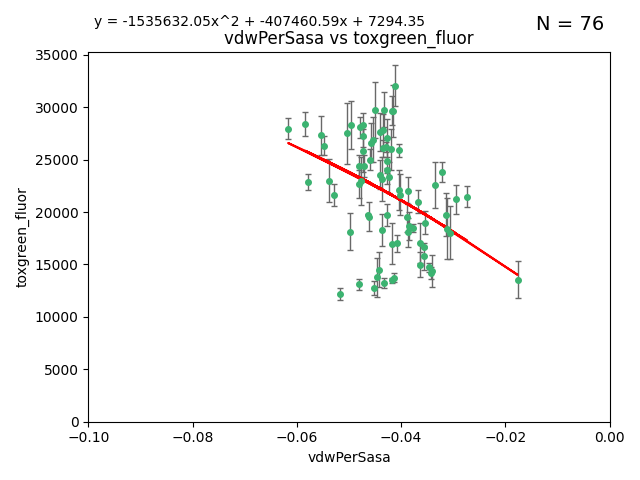 y = -1535632.05x^2 + -407460.59x + 7294.35
N = 76
vdwPerSasa vs toxgreen_fluor
35000
30000
25000
20000
15000
10000
5000
0
toxgreen_fluor
−0.10 −0.08 −0.06 −0.04 −0.02 0.00
vdwPerSasa